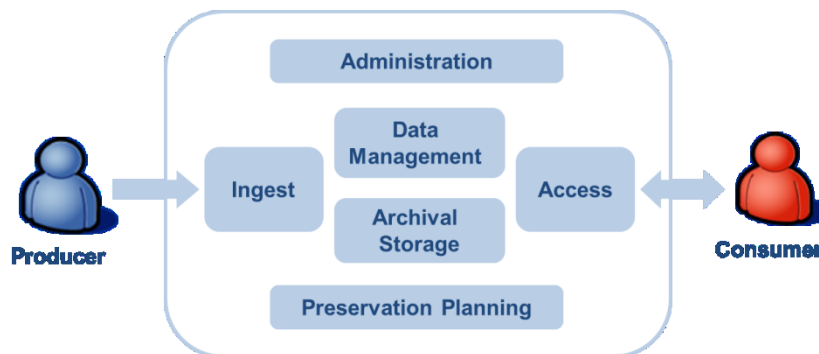 Administration
Data
Management
Ingest
Access
Archival
Storage
Producer
Consumer
Preservation Planning